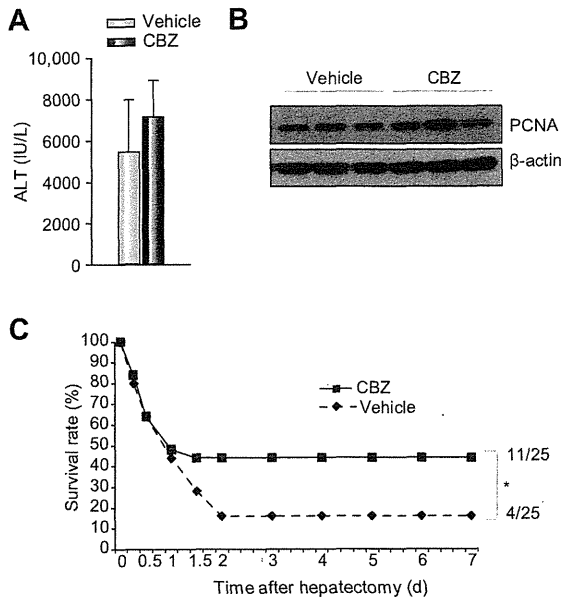 A
Vehicle
CBZ
10,000
8000
6000
4000
2000
0
ALT (IU/L)
B
Vehicle CBZ
PCNA
β-actin
C
100
90
80
70
60
50
40
30
20
10
0
Survival rate (%)
CBZ
Vehicle
11/25
*
4/25
0 0.5 1 1.5 2 3 4 5 6 7
Time after hepatectomy (d)